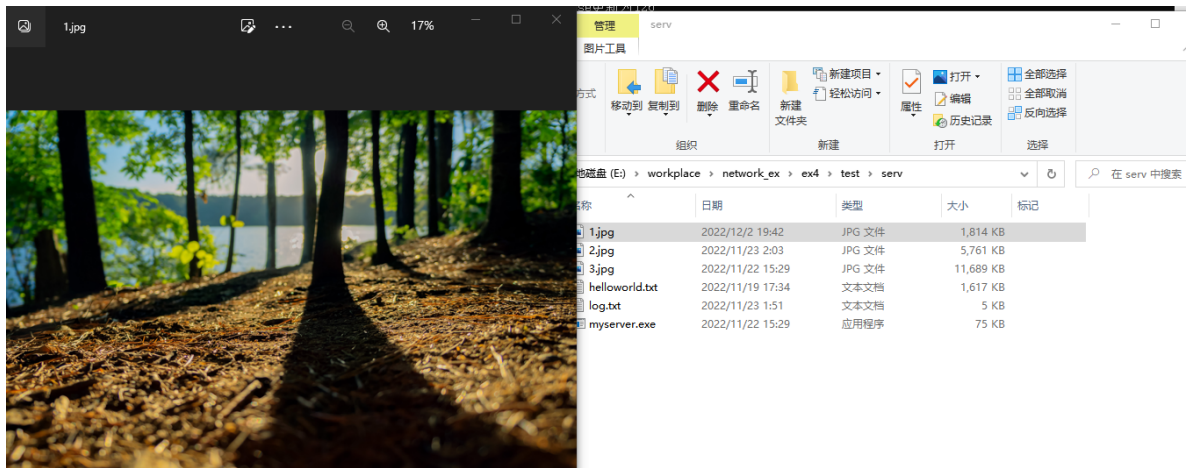 1.jpg
17%
管理
serv
图片工具
方式
移动到
复制到
删除
重命名
新建
文件夹
新建项目
轻松访问
属性
打开
编辑
历史记录
全部选择
全部取消
反向选择
组织
新建
打开
选择
地磁盘 (E:) › workplace › network_ex › ex4 › test › serv
在 serv 中搜索
名称 日期 类型 大小 标记
1.jpg 2022/12/2 19:42 JPG 文件 1,814 KB
2.jpg 2022/11/23 2:03 JPG 文件 5,761 KB
3.jpg 2022/11/22 15:29 JPG 文件 11,689 KB
helloworld.txt 2022/11/19 17:34 文本文档 1,617 KB
log.txt 2022/11/23 1:51 文本文档 5 KB
myserver.exe 2022/11/22 15:29 应用程序 75 KB